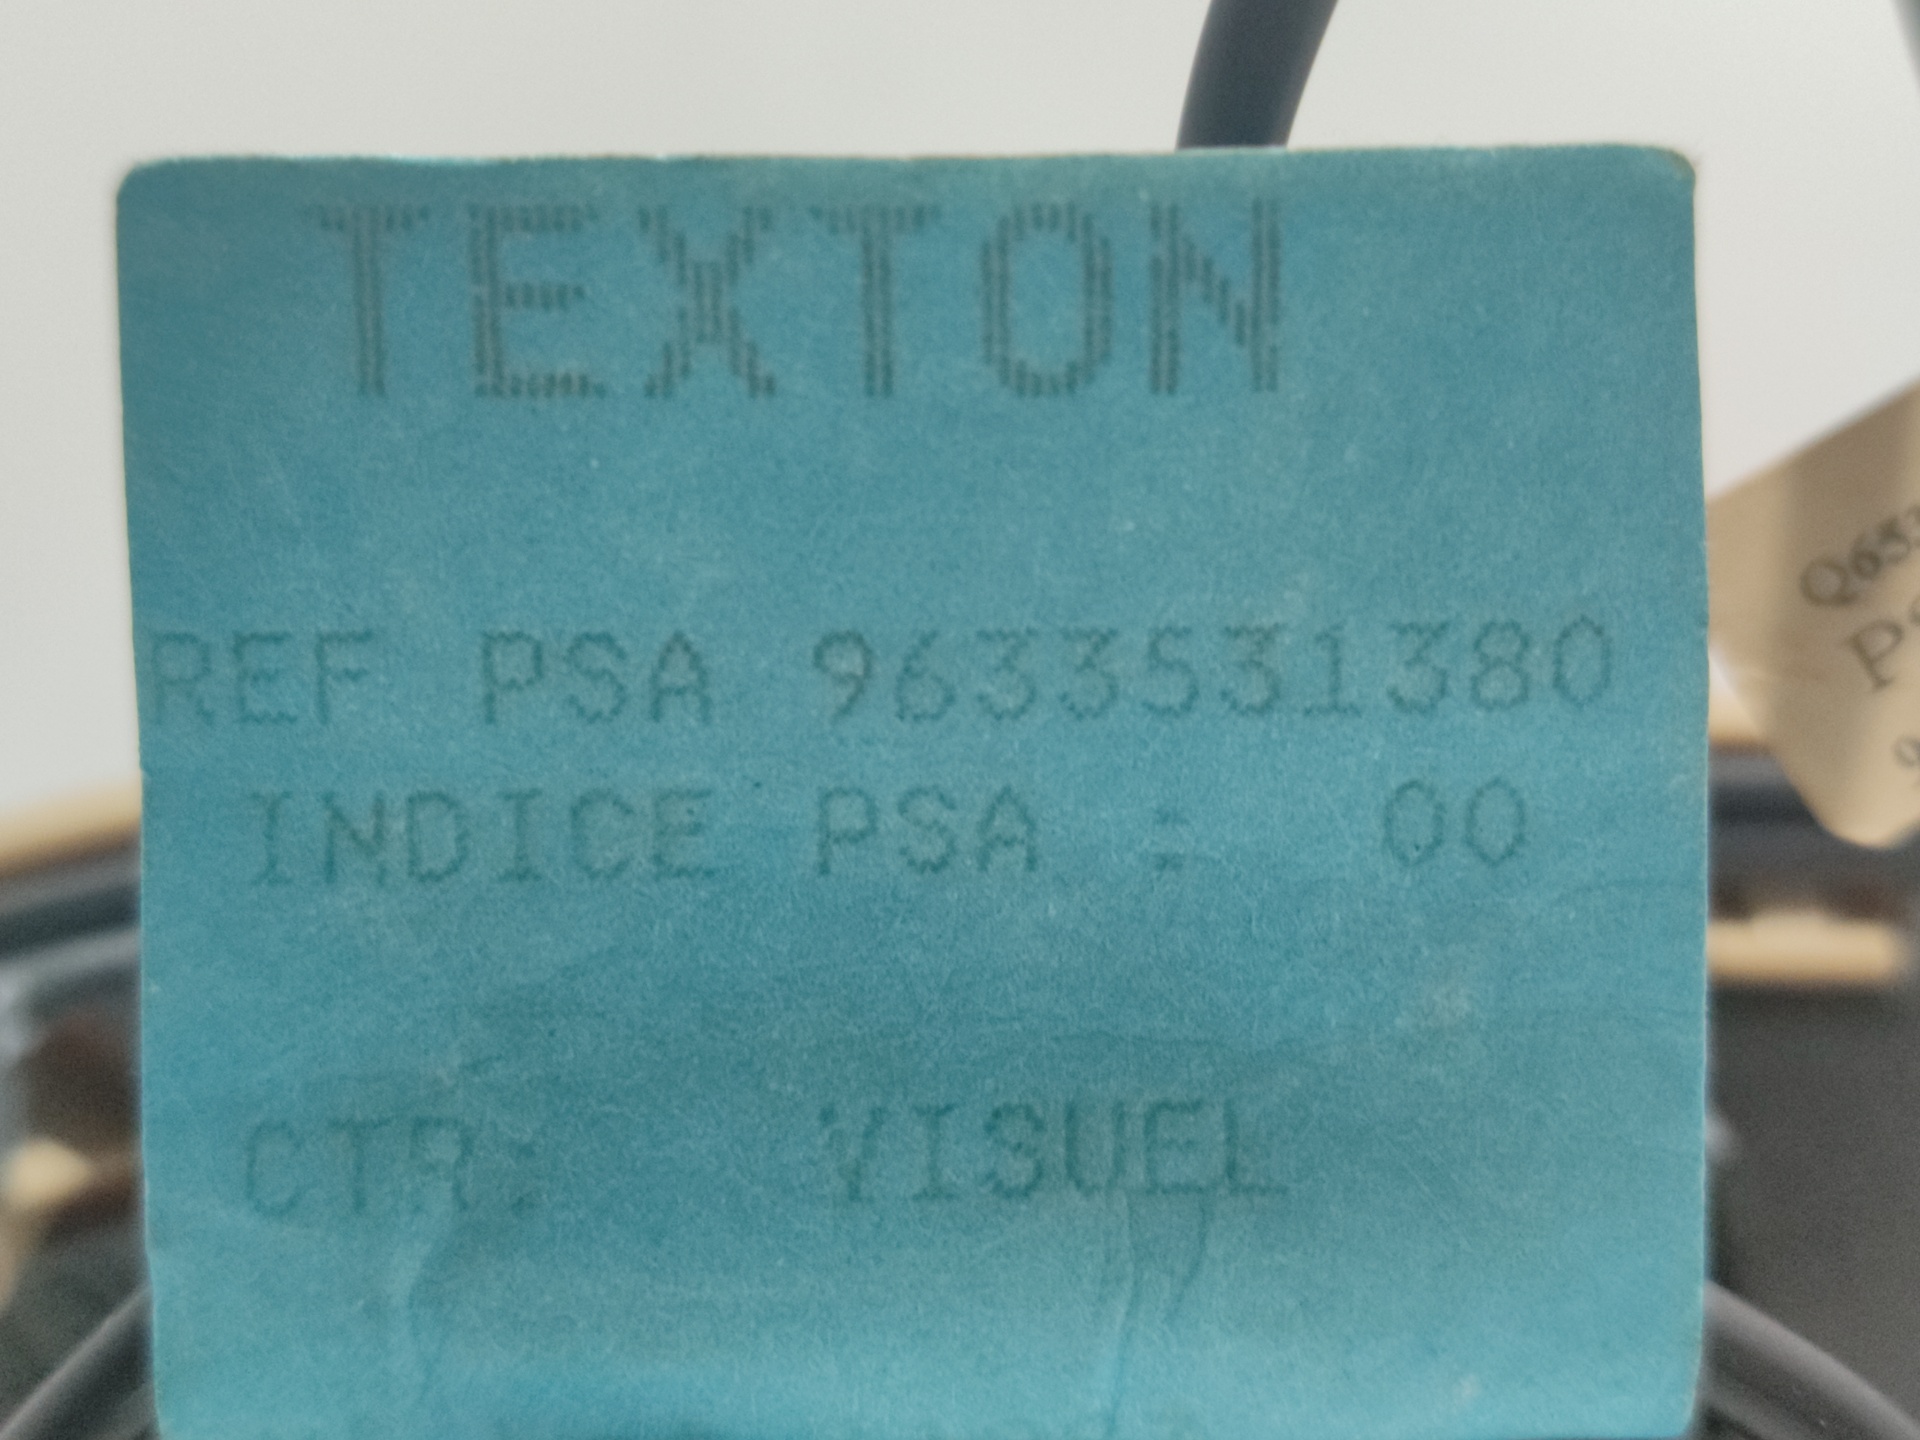 TEXTON
REF PSA 9633531380
INDICE PSA : 00
CTR: VISUEL